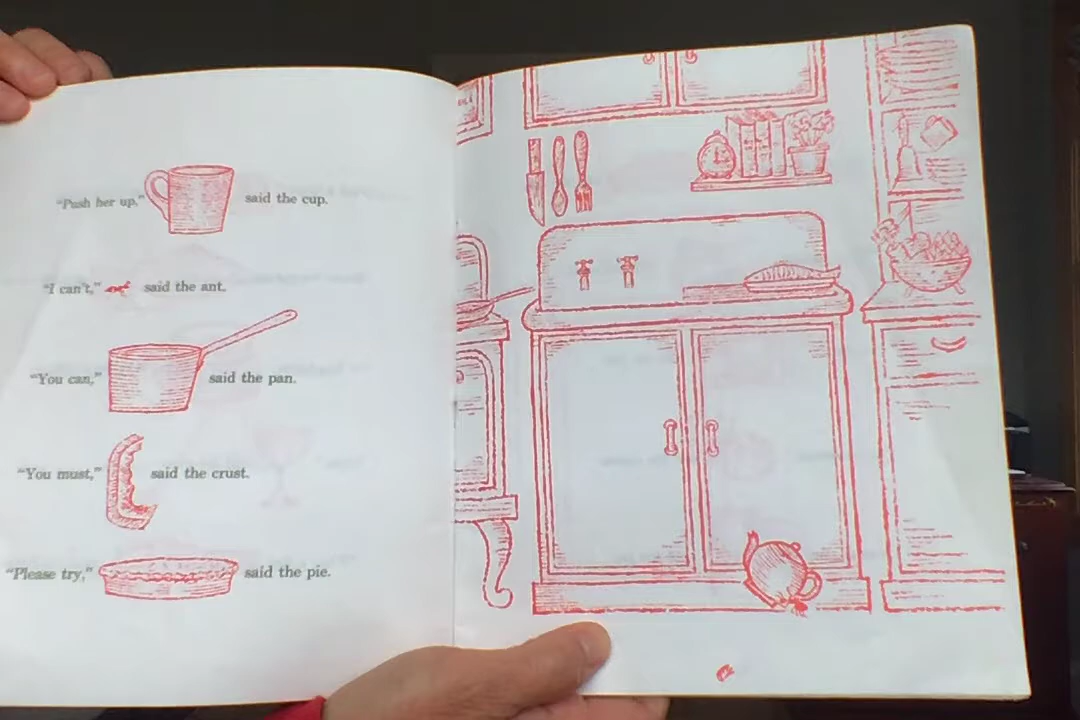 “Push her up,” said the cup.
“I can't,” said the ant.
“You can,” said the pan.
“You must,” said the crust.
“Please try,” said the pie.